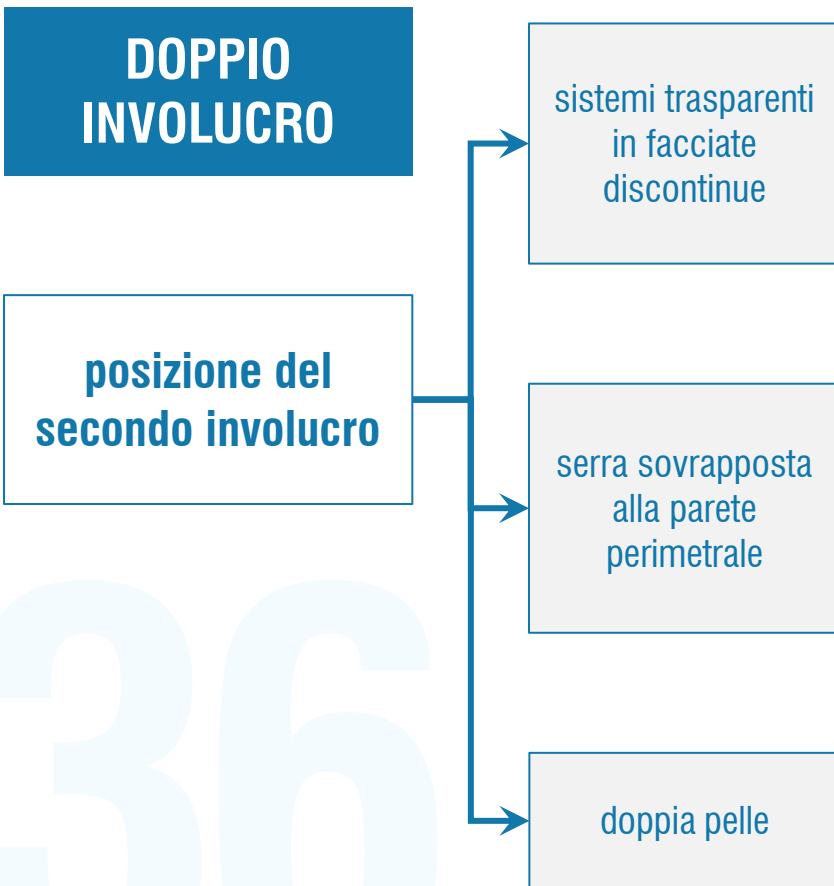 DOPPIO
INVOLUCRO
posizione del
secondo involucro
sistemi trasparenti
in facciate
discontinue
serra sovrapposta
alla parete
perimetrale
doppia pelle
36